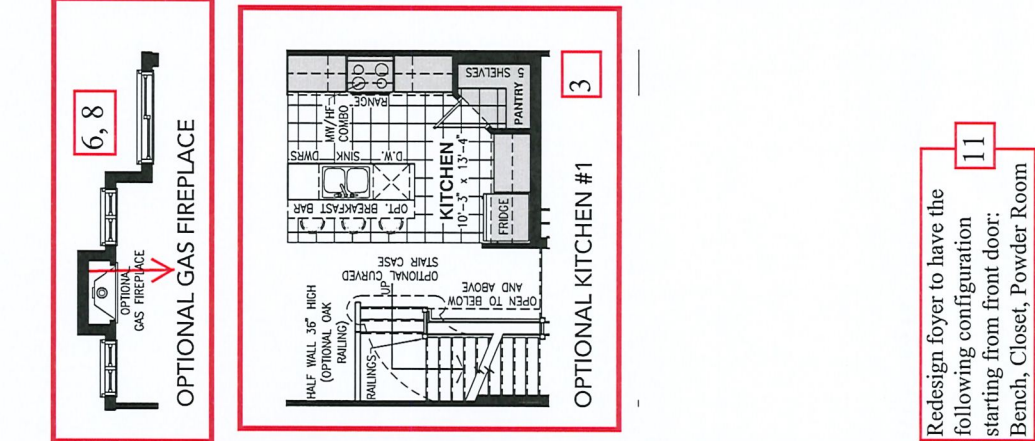 6, 8
OPTIONAL
GAS FIREPLACE
OPTIONAL GAS FIREPLACE
3
5 SHELVES
PANTRY
RANGE
MW/HF
COMBO
DWRS
SINK
D.W.
KITCHEN
10'-3" x 13'-4"
OPT. BREAKFAST BAR
FRIDGE
OPTIONAL CURVED
STAIR CASE
UP
OPEN TO BELOW
AND ABOVE
HALF WALL 36" HIGH
(OPTIONAL OAK
RAILING)
RAILINGS
OPTIONAL KITCHEN #1
11
Redesign foyer to have the
following configuration
starting from front door:
Bench, Closet, Powder Room